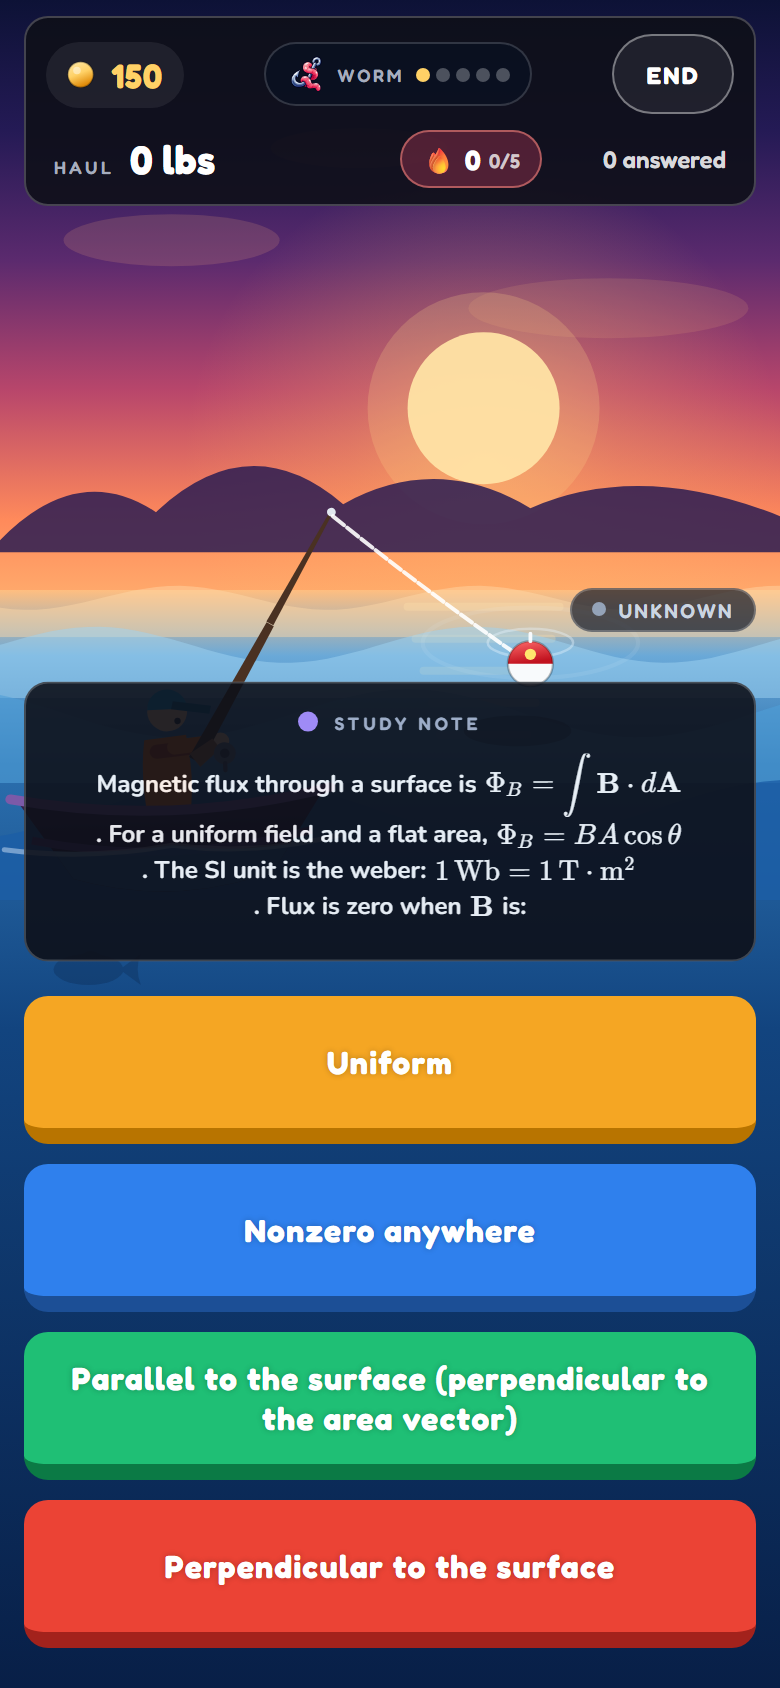 150
WORM
END
HAUL 0 lbs
0 0/5
0 answered
UNKNOWN
STUDY NOTE
Magnetic flux through a surface is Φ_B = ∫ B · dA
. For a uniform field and a flat area, Φ_B = BA cos θ
. The SI unit is the weber: 1 Wb = 1 T · m²
. Flux is zero when B is:
Uniform
Nonzero anywhere
Parallel to the surface (perpendicular to
the area vector)
Perpendicular to the surface